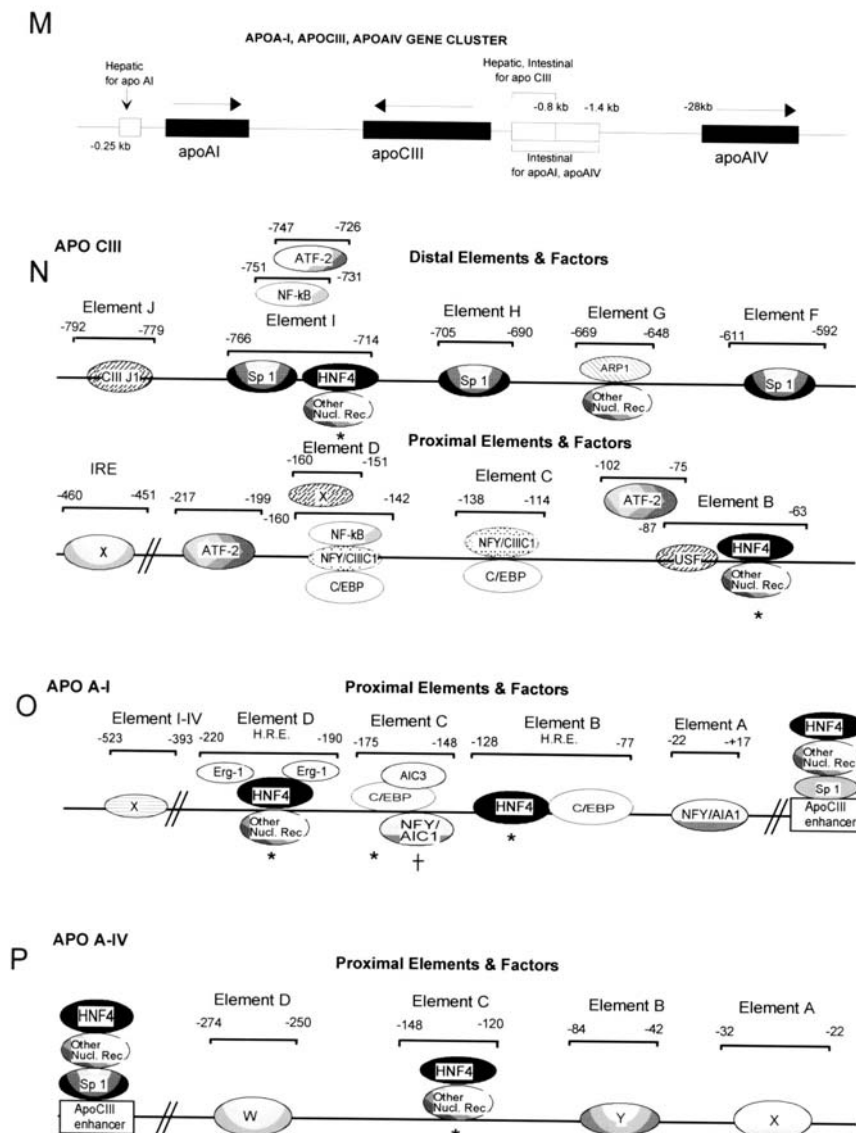 M
APOA-I, APOCIII, APOAIV GENE CLUSTER
Hepatic
for apo AI
Hepatic, Intestinal
for apo CIII
-0.8 kb
-1.4 kb
-28kb
-0.25 kb
apoAI
apoCIII
Intestinal
for apoAI, apoAIV
apoAIV
N
APO CIII
Distal Elements & Factors
-747 -726
ATF-2
-751 -731
NF-kB
Element J
-792 -779
Element I
-766 -714
Element H
-705 -690
Element G
-669 -648
Element F
-611 -592
CIII J1
Sp 1
HNF4
Other
Nucl. Rec.
*
Sp 1
ARP1
Other
Nucl. Rec.
Sp 1
Proximal Elements & Factors
IRE
-460 -451
-217 -199
Element D
-160 -151
X
-160 -142
Element C
-138 -114
-102 -75
ATF-2
Element B
-87 -63
X
ATF-2
NF-kB
NFY/CIIIC1
C/EBP
NFY/CIIIC1
C/EBP
USF
HNF4
Other
Nucl. Rec.
*
O
APO A-I
Proximal Elements & Factors
Element I-IV
-523 -393
Element D
H.R.E.
-220 -190
Element C
-175 -148
Element B
H.R.E.
-128 -77
Element A
-22 -+17
X
Erg-1
Erg-1
HNF4
Other
Nucl. Rec.
*
AIC3
C/EBP
NFY/
AIC1
*
†
HNF4
*
C/EBP
NFY/AIA1
HNF4
Other
Nucl. Rec.
Sp 1
ApoCIII
enhancer
P
APO A-IV
Proximal Elements & Factors
HNF4
Other
Nucl. Rec.
Sp 1
ApoCIII
enhancer
Element D
-274 -250
W
Element C
-148 -120
HNF4
Other
Nucl. Rec.
*
Element B
-84 -42
Y
Element A
-32 -22
X